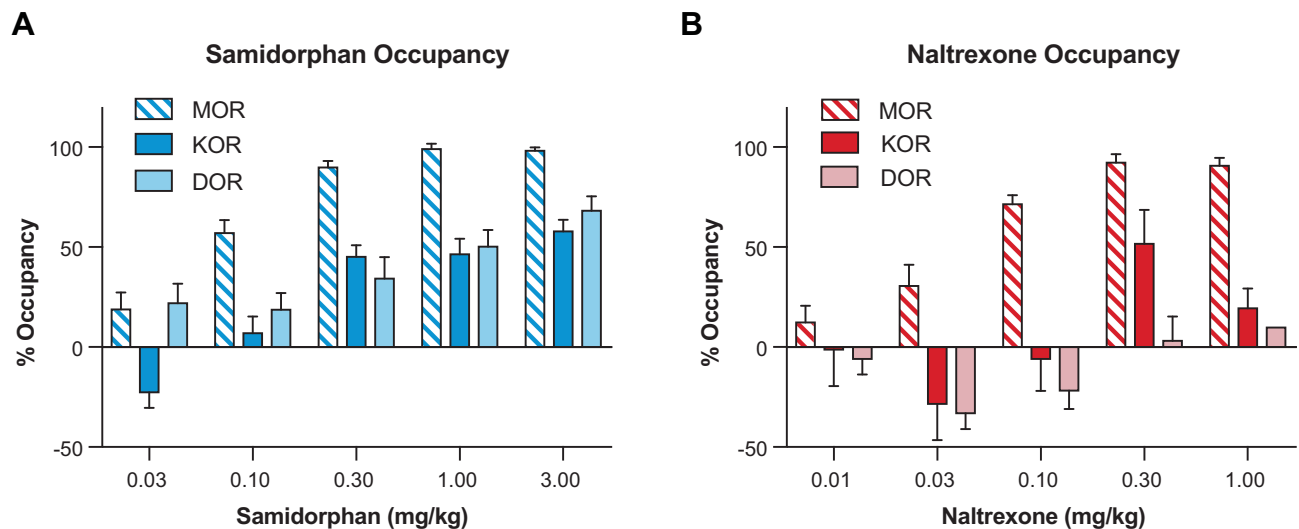 A
Samidorphan Occupancy
MOR
KOR
DOR
% Occupancy
100
50
0
-50
0.03 0.10 0.30 1.00 3.00
Samidorphan (mg/kg)
B
Naltrexone Occupancy
MOR
KOR
DOR
% Occupancy
100
50
0
-50
0.01 0.03 0.10 0.30 1.00
Naltrexone (mg/kg)